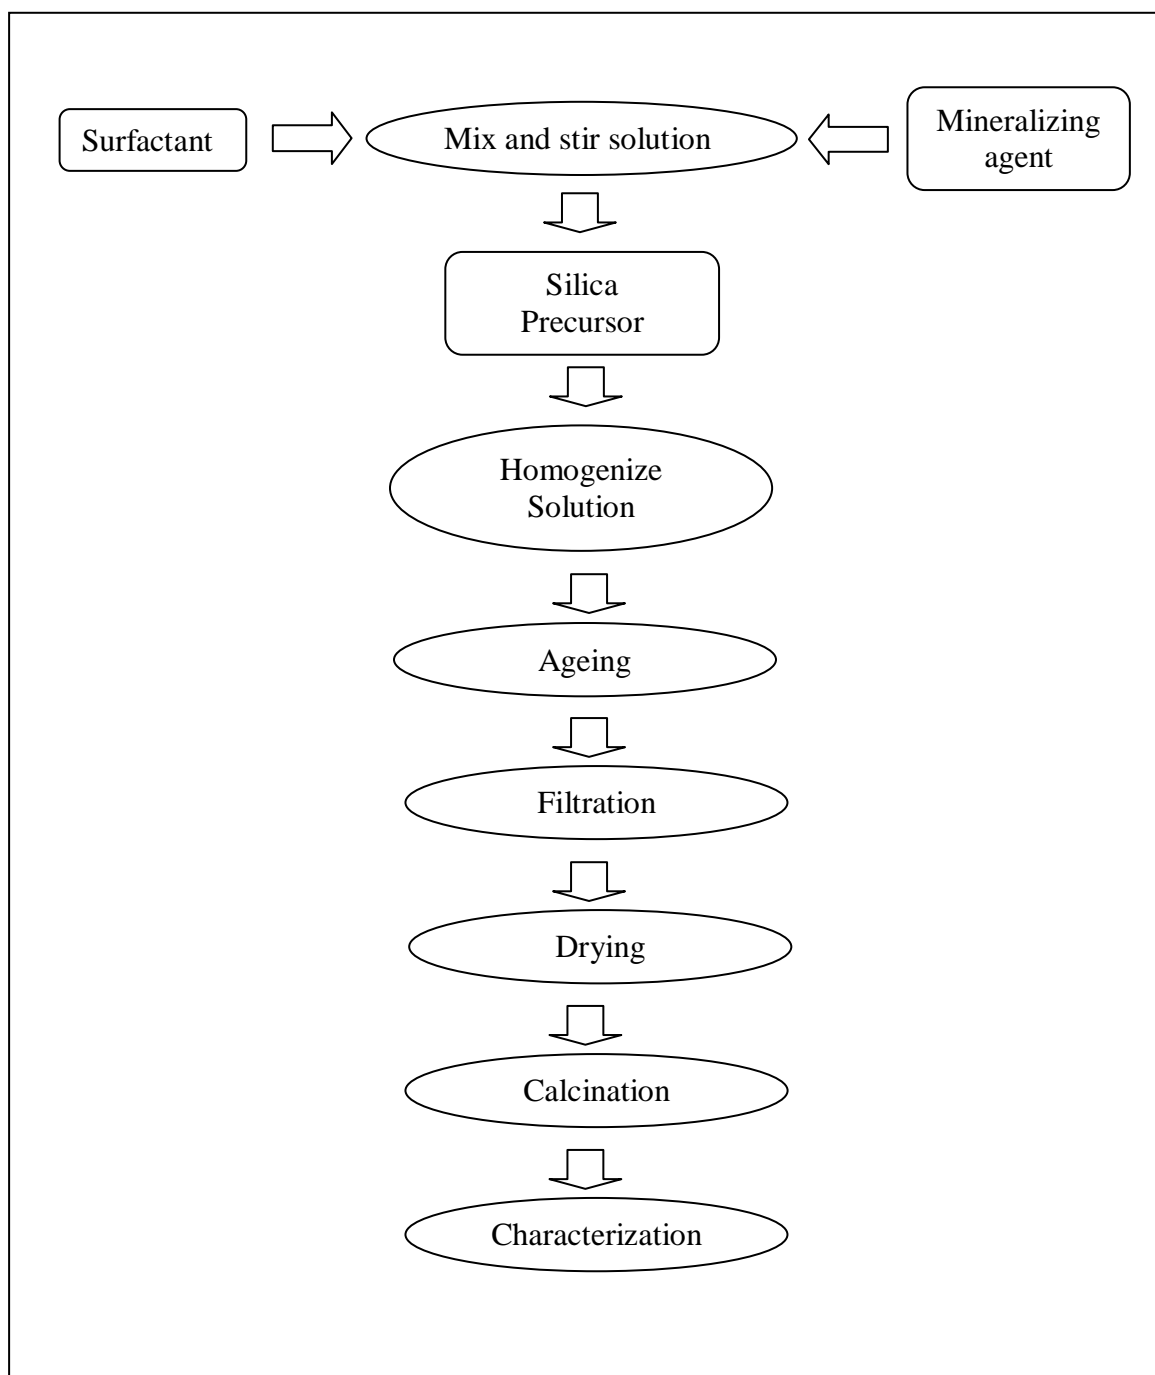 Surfactant
Mix and stir solution
Mineralizing
agent
Silica
Precursor
Homogenize
Solution
Ageing
Filtration
Drying
Calcination
Characterization